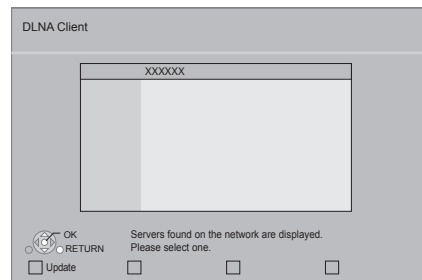 DLNA Client
XXXXXX
OK
RETURN
Servers found on the network are displayed.
Please select one.
Update